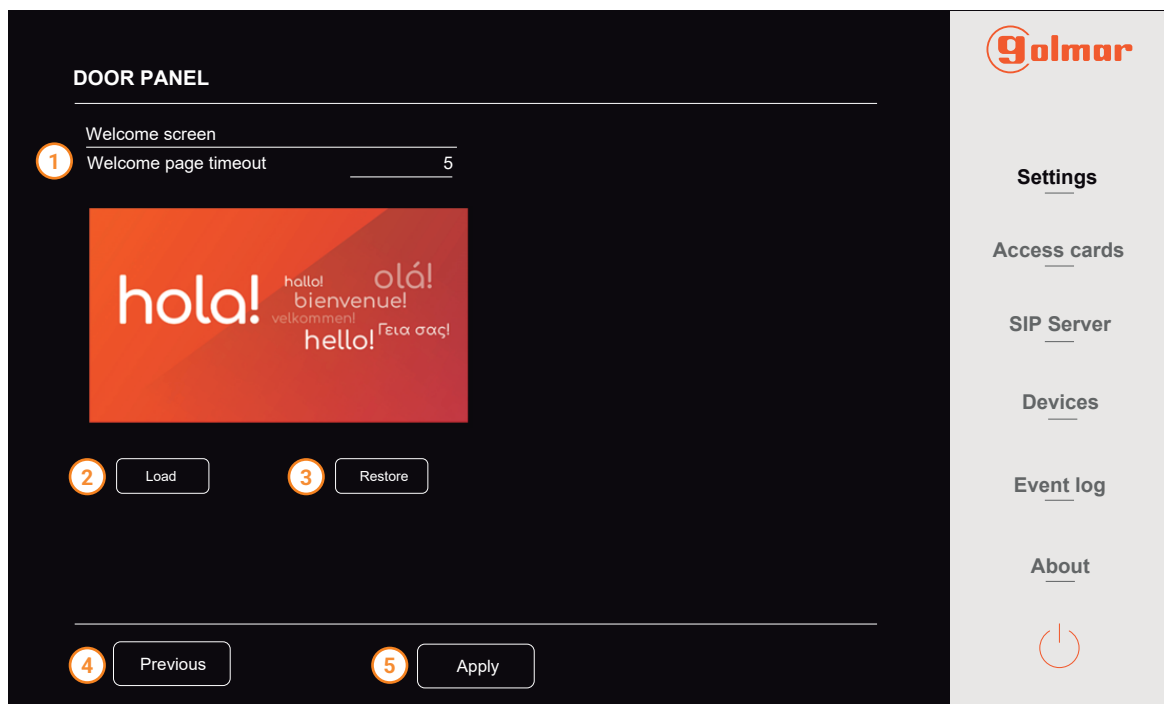 DOOR PANEL
Welcome screen
1
Welcome page timeout 5
hola!
hallo!
olá!
bienvenue!
velkommen!
hello!
Γεια σας!
2 Load
3 Restore
4 Previous
5 Apply
golmar
Settings
Access cards
SIP Server
Devices
Event log
About